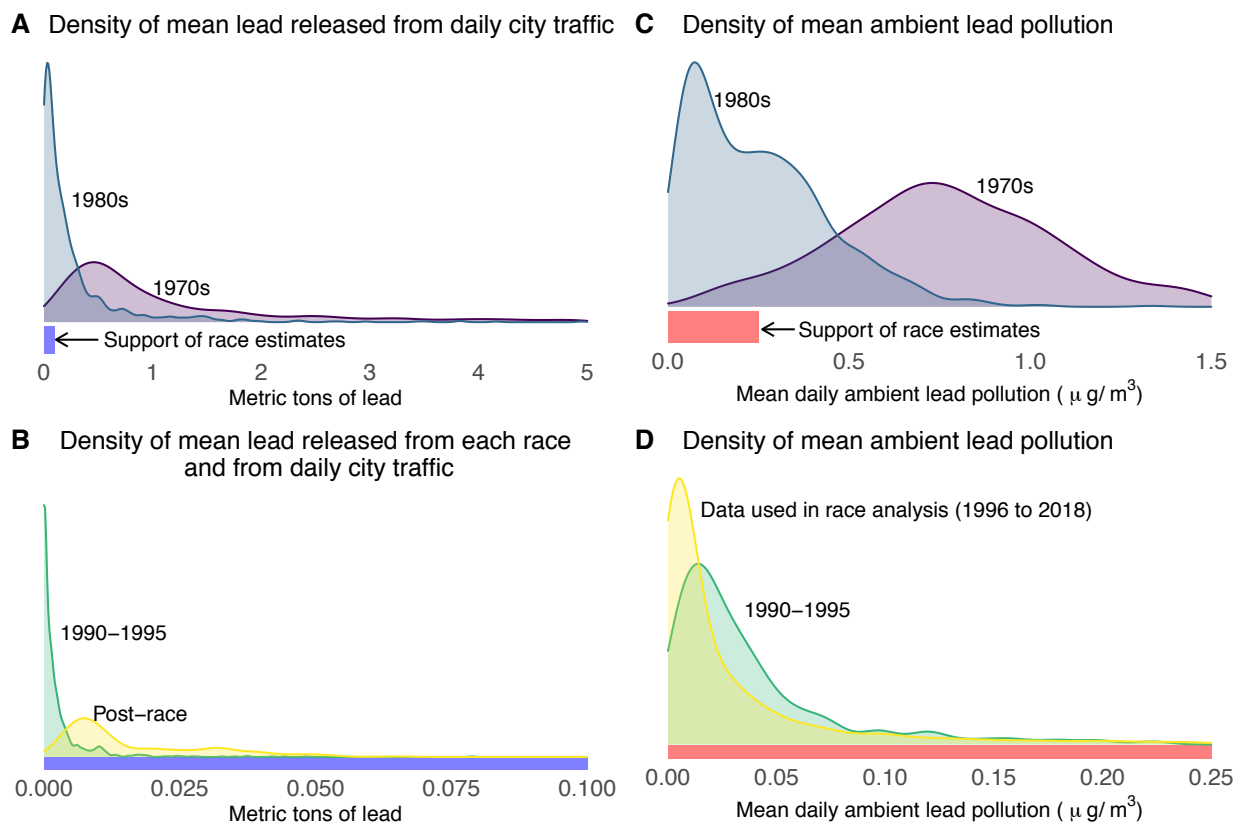 A Density of mean lead released from daily city traffic
1980s
1970s
Support of race estimates
0 1 2 3 4 5
Metric tons of lead
B Density of mean lead released from each race
and from daily city traffic
1990−1995
Post−race
0.000 0.025 0.050 0.075 0.100
Metric tons of lead
C Density of mean ambient lead pollution
1980s
1970s
Support of race estimates
0.0 0.5 1.0 1.5
Mean daily ambient lead pollution ( μ g/ m³)
D Density of mean ambient lead pollution
Data used in race analysis (1996 to 2018)
1990−1995
0.00 0.05 0.10 0.15 0.20 0.25
Mean daily ambient lead pollution ( μ g/ m³)